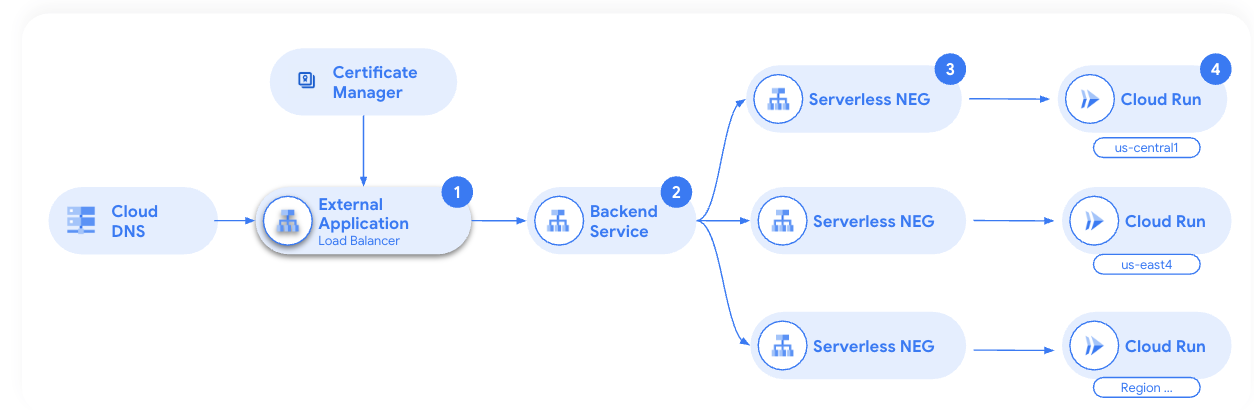 Certificate
Manager
Cloud
DNS
1
External
Application
Load Balancer
2
Backend
Service
3
Serverless NEG
4
Cloud Run
us-central1
Serverless NEG
Cloud Run
us-east4
Serverless NEG
Cloud Run
Region ...